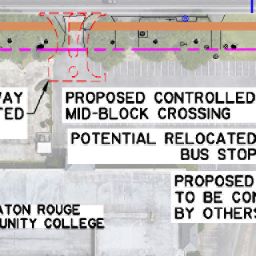 WAY
TED
PROPOSED CONTROLLED
MID-BLOCK CROSSING
POTENTIAL RELOCATED
BUS STOP
PROPOSED
TO BE CON
BY OTHERS
ATON ROUGE
UNITY COLLEGE